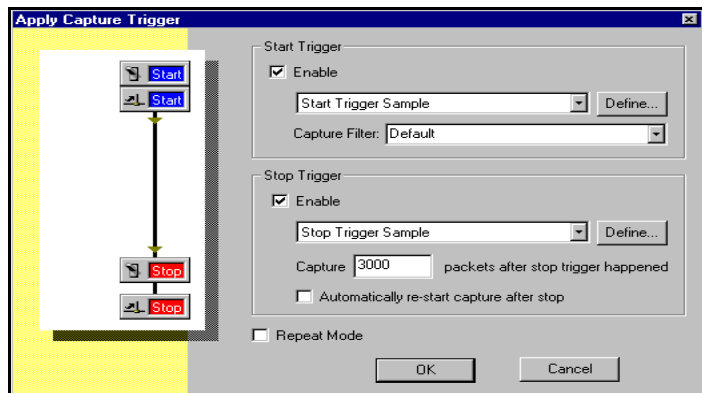 Apply Capture Trigger
Start
Start
Stop
Stop
Start Trigger
Enable
Start Trigger Sample
Define...
Capture Filter: Default
Stop Trigger
Enable
Stop Trigger Sample
Define...
Capture 3000 packets after stop trigger happened
Automatically re-start capture after stop
Repeat Mode
OK
Cancel